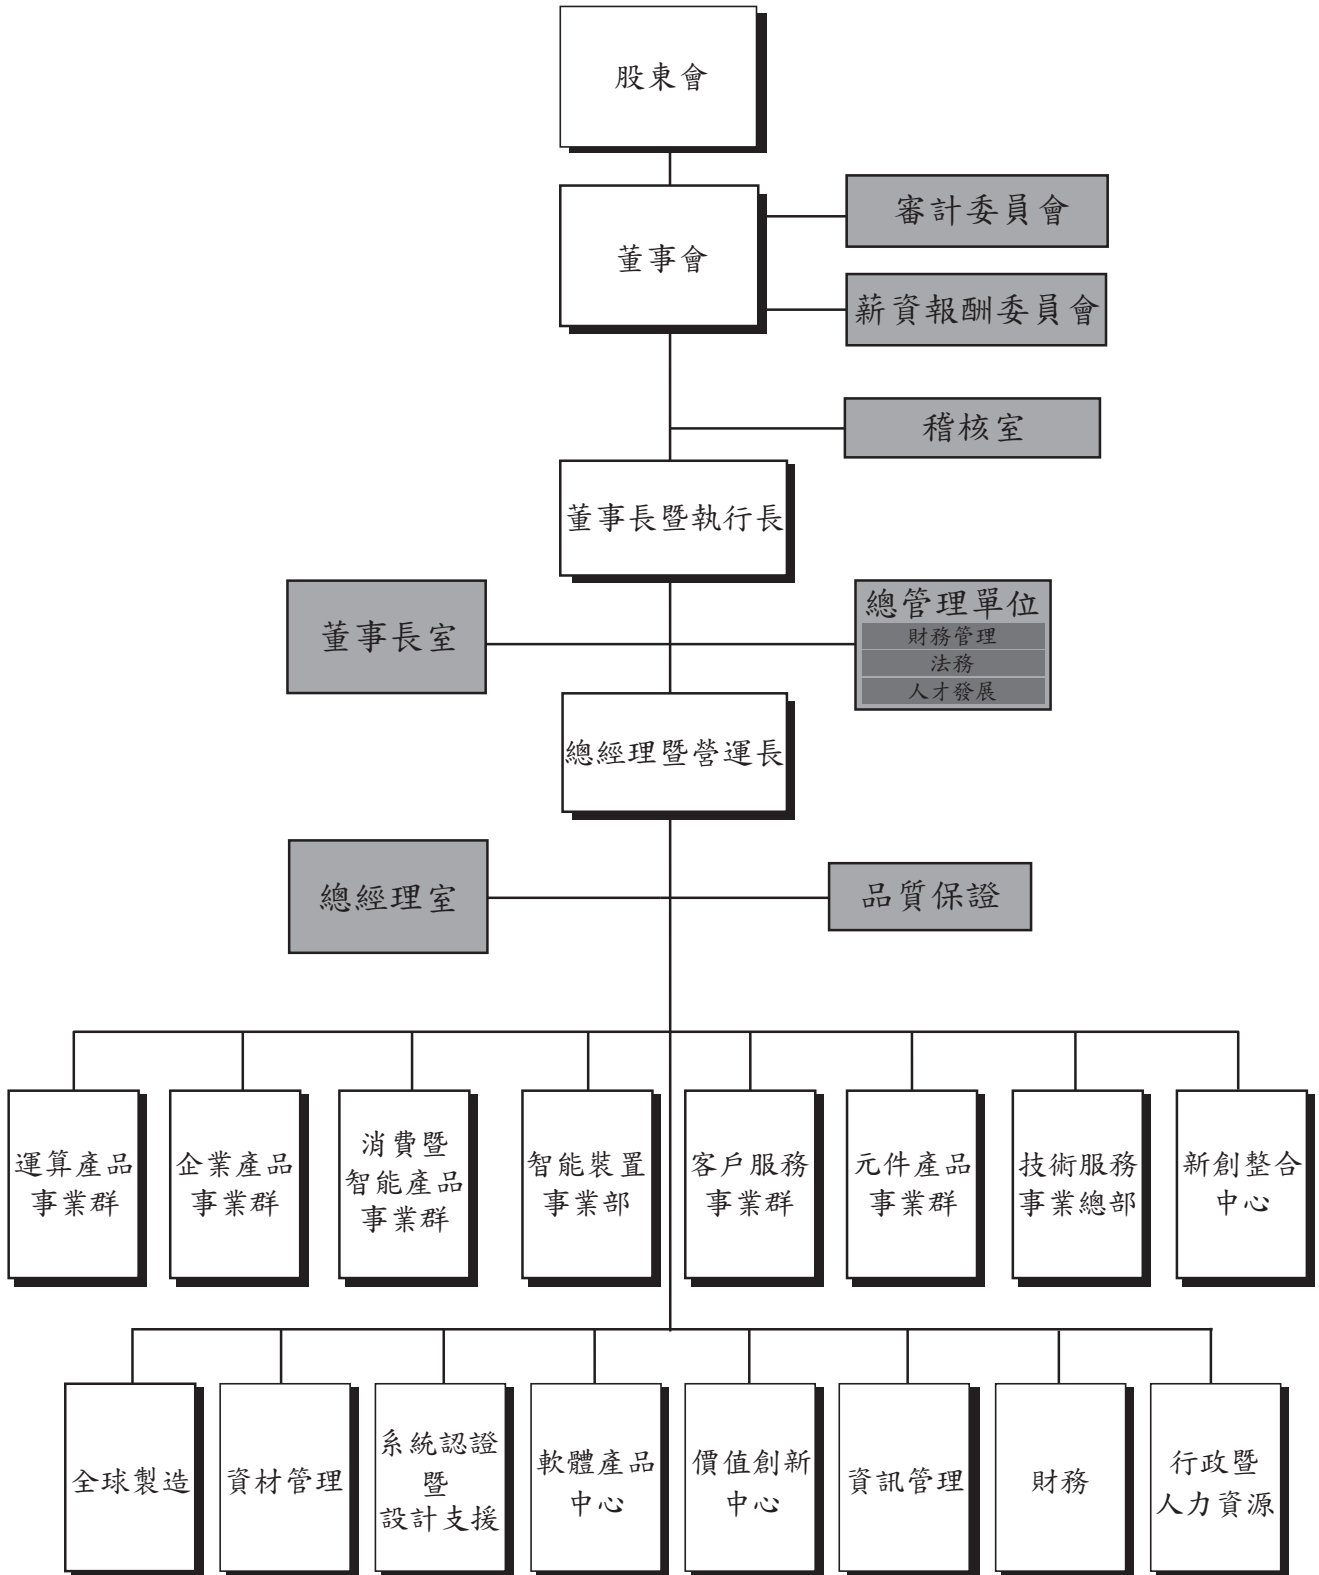 股東會
董事會
審計委員會
薪資報酬委員會
稽核室
董事長暨執行長
董事長室
總管理單位
財務管理
法務
人才發展
總經理暨營運長
總經理室
品質保證
運算產品
事業群
企業產品
事業群
消費暨
智能產品
事業群
智能裝置
事業部
客戶服務
事業群
元件產品
事業群
技術服務
事業總部
新創整合
中心
全球製造
資材管理
系統認證
暨
設計支援
軟體產品
中心
價值創新
中心
資訊管理
財務
行政暨
人力資源